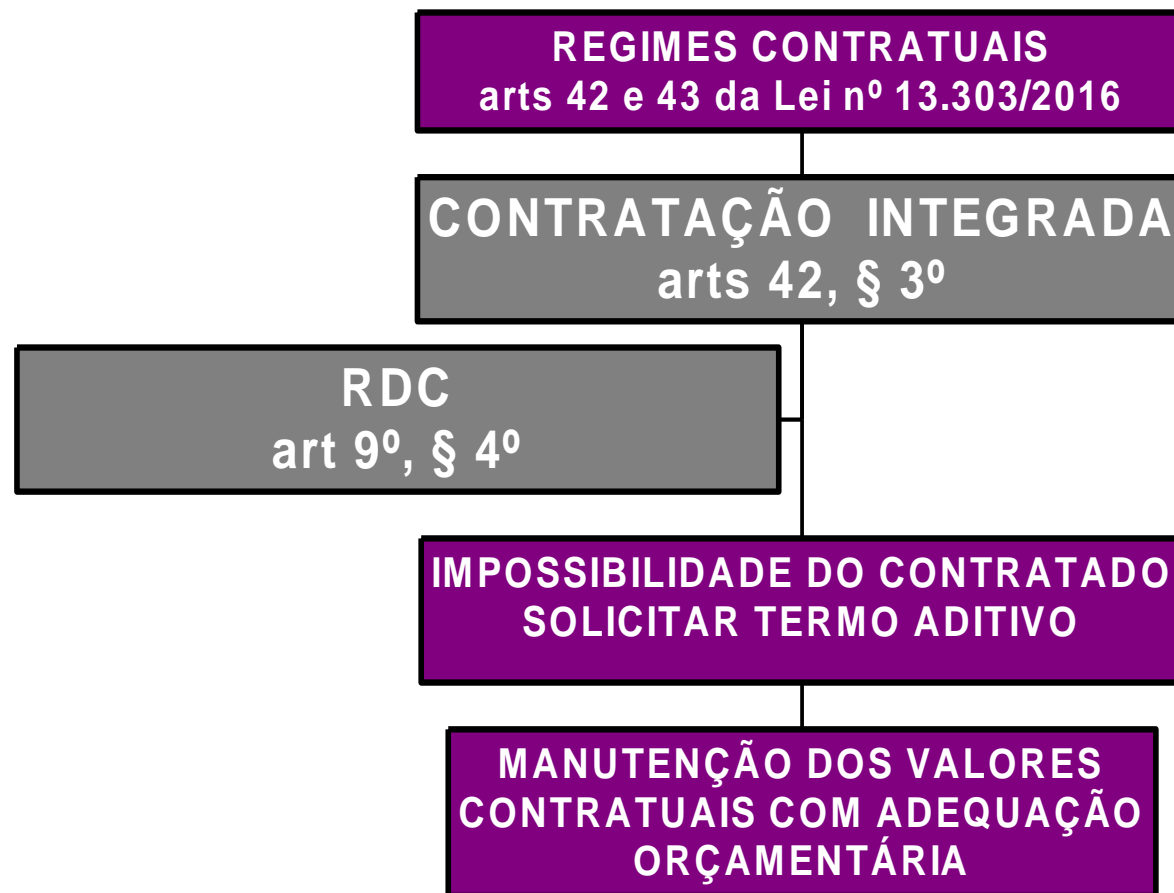 REGIMES CONTRATUAIS
arts 42 e 43 da Lei nº 13.303/2016
CONTRATAÇÃO INTEGRADA
arts 42, § 3º
RDC
art 9º, § 4º
IMPOSSIBILIDADE DO CONTRATADO
SOLICITAR TERMO ADITIVO
MANUTENÇÃO DOS VALORES
CONTRATUAIS COM ADEQUAÇÃO
ORÇAMENTÁRIA